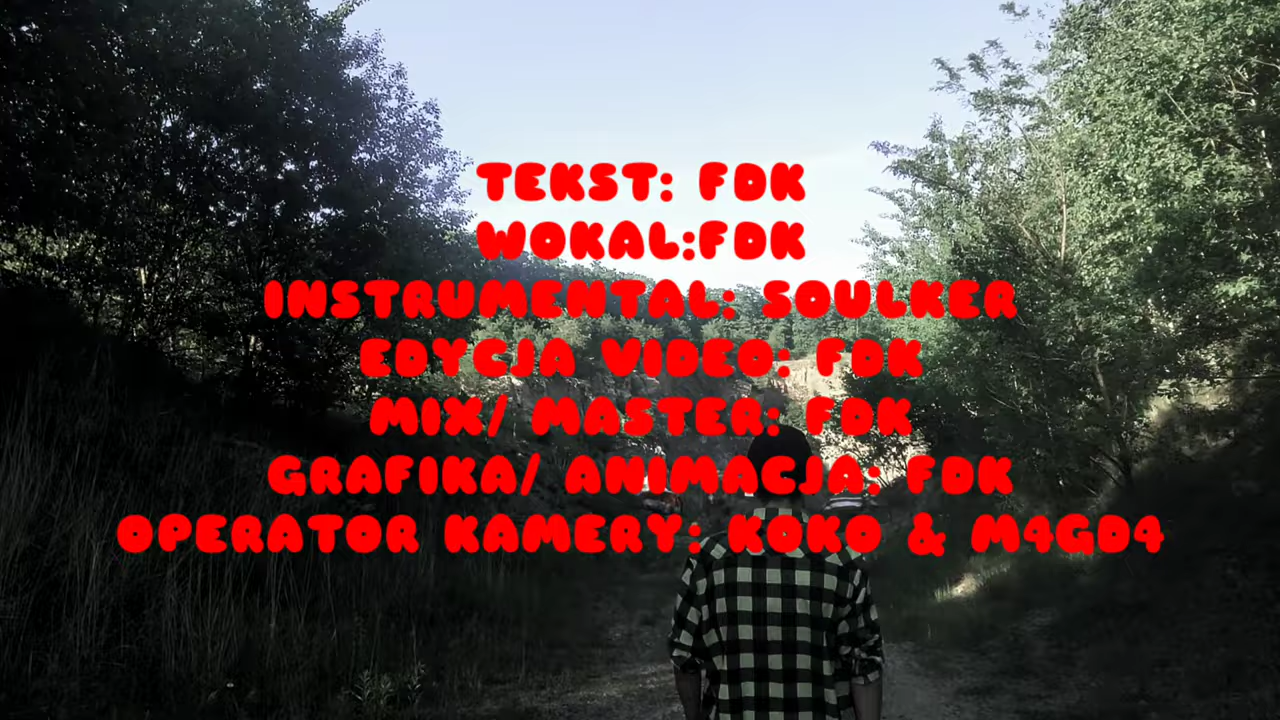 TEKST: FDK
WOKAL:FDK
INSTRUMENTAL: SOULKER
EDYCJA VIDEO: FDK
MIX/ MASTER: FDK
GRAFIKA/ ANIMACJA: FDK
OPERATOR KAMERY: KOKO & M4GD4